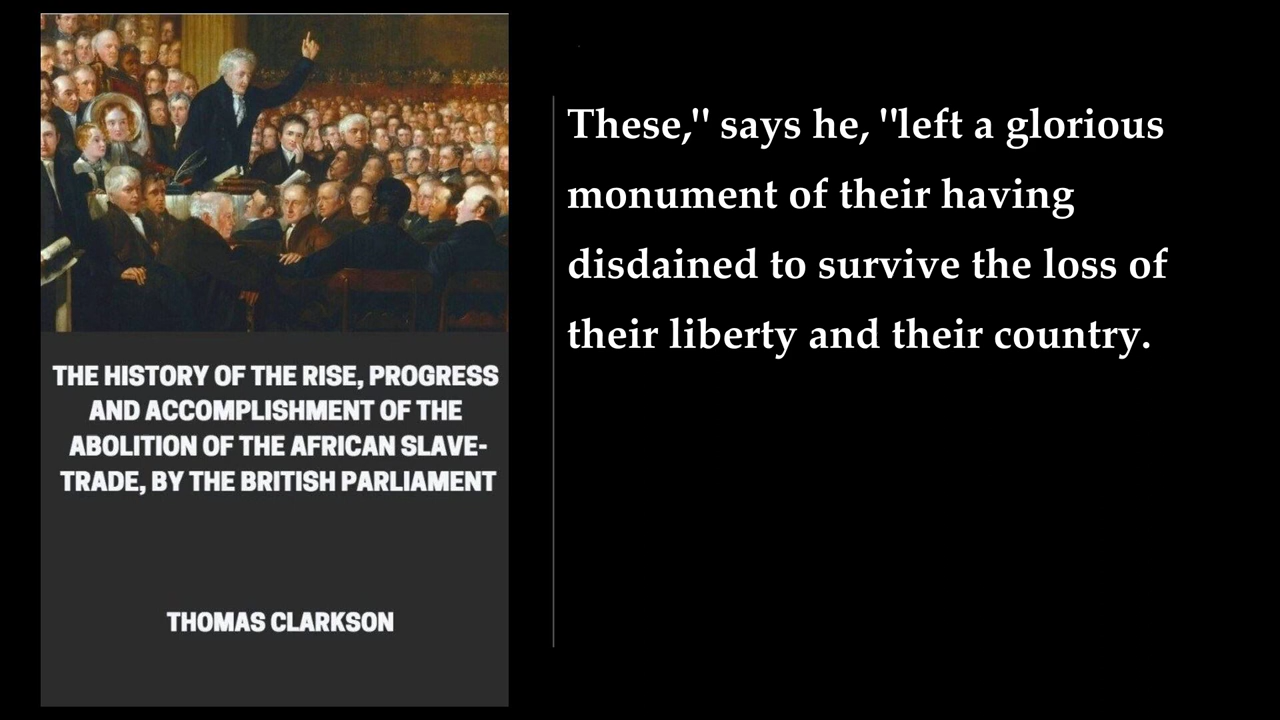 THE HISTORY OF THE RISE, PROGRESS
AND ACCOMPLISHMENT OF THE
ABOLITION OF THE AFRICAN SLAVE-
TRADE, BY THE BRITISH PARLIAMENT
THOMAS CLARKSON
These," says he, "left a glorious
monument of their having
disdained to survive the loss of
their liberty and their country.